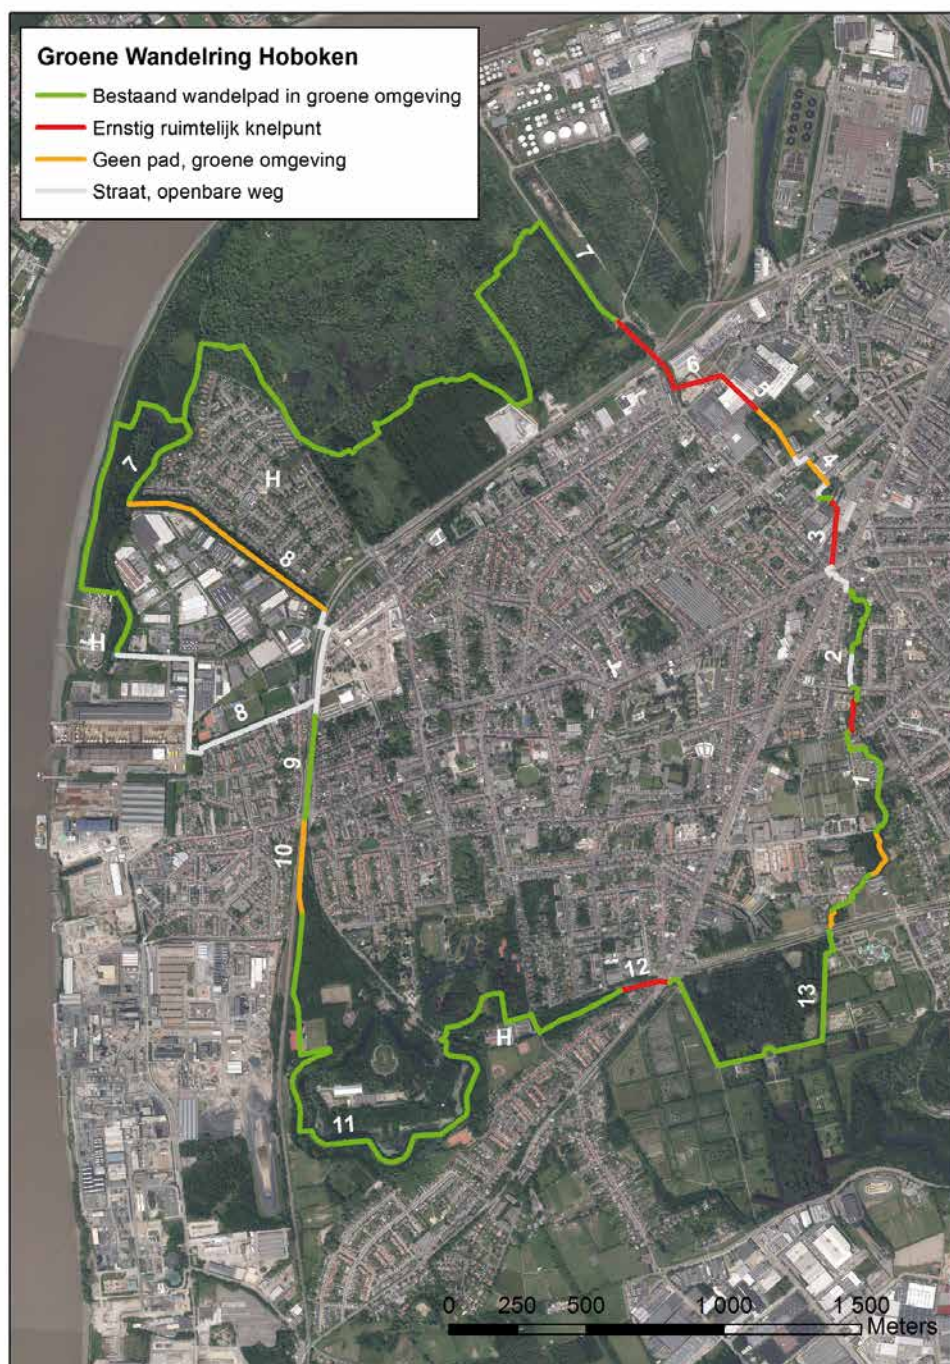 Groene Wandelring Hoboken
Bestaand wandelpad in groene omgeving
Ernstig ruimtelijk knelpunt
Geen pad, groene omgeving
Straat, openbare weg
7
6
4
7
H
3
8
H
2
8
9
1
10
12
13
H
11
0 250 500 1 000 1 500
Meters